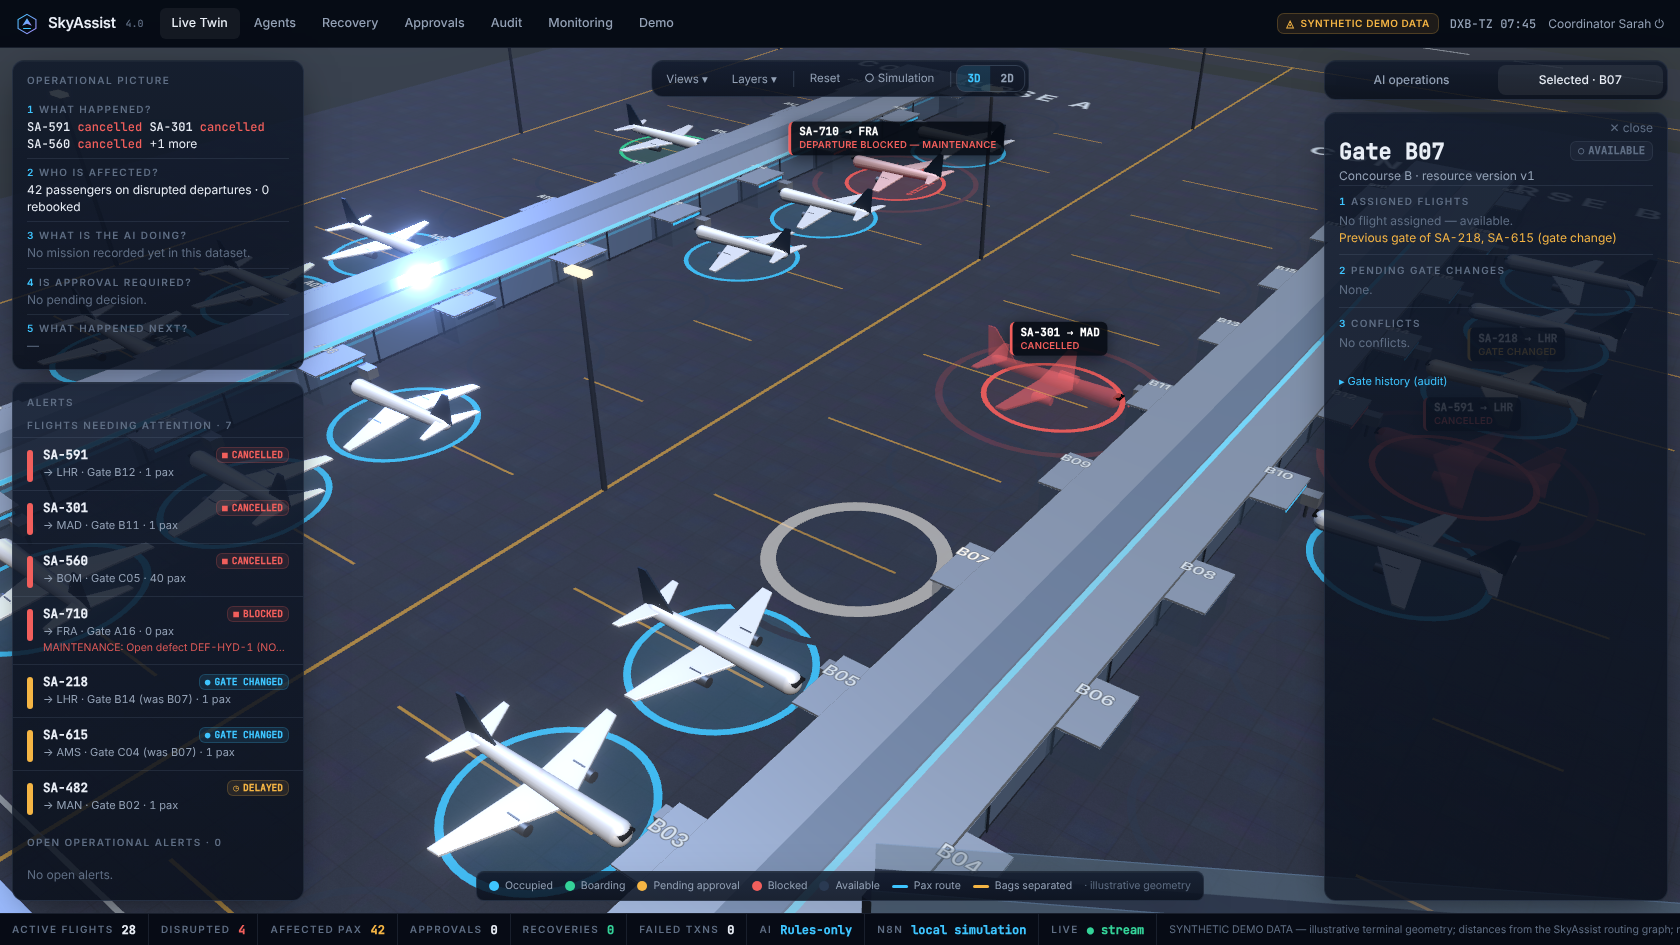 SkyAssist 4.0
Live Twin
Agents
Recovery
Approvals
Audit
Monitoring
Demo
SYNTHETIC DEMO DATA
DXB-TZ 07:45
Coordinator Sarah
OPERATIONAL PICTURE
1 WHAT HAPPENED?
SA-591 cancelled SA-301 cancelled
SA-560 cancelled +1 more
2 WHO IS AFFECTED?
42 passengers on disrupted departures · 0
rebooked
3 WHAT IS THE AI DOING?
No mission recorded yet in this dataset.
4 IS APPROVAL REQUIRED?
No pending decision.
5 WHAT HAPPENED NEXT?
—
ALERTS
FLIGHTS NEEDING ATTENTION · 7
SA-591 CANCELLED
→ LHR · Gate B12 · 1 pax
SA-301 CANCELLED
→ MAD · Gate B11 · 1 pax
SA-560 CANCELLED
→ BOM · Gate C05 · 40 pax
SA-710 BLOCKED
→ FRA · Gate A16 · 0 pax
MAINTENANCE: Open defect DEF-HYD-1 (NO...
SA-218 GATE CHANGED
→ LHR · Gate B14 (was B07) · 1 pax
SA-615 GATE CHANGED
→ AMS · Gate C04 (was B07) · 1 pax
SA-482 DELAYED
→ MAN · Gate B02 · 1 pax
OPEN OPERATIONAL ALERTS · 0
No open alerts.
Views ▾
Layers ▾
Reset
Simulation
3D
2D
SE A
SA-710 → FRA
DEPARTURE BLOCKED — MAINTENANCE
SA-301 → MAD
CANCELLED
B15
B13
B11
B09
B10
B07
B08
B05
B06
B03
B04
AI operations
Selected · B07
✕ close
Gate B07
AVAILABLE
Concourse B · resource version v1
1 ASSIGNED FLIGHTS
No flight assigned — available.
Previous gate of SA-218, SA-615 (gate change)
2 PENDING GATE CHANGES
None.
3 CONFLICTS
No conflicts.
▸ Gate history (audit)
SA-218 → LHR
GATE CHANGED
SA-591 → LHR
CANCELLED
Occupied
Boarding
Pending approval
Blocked
Available
Pax route
Bags separated
· illustrative geometry
ACTIVE FLIGHTS 28
DISRUPTED 4
AFFECTED PAX 42
APPROVALS 0
RECOVERIES 0
FAILED TXNS 0
AI Rules-only
N8N local simulation
LIVE ● stream
SYNTHETIC DEMO DATA — illustrative terminal geometry; distances from the SkyAssist routing graph;